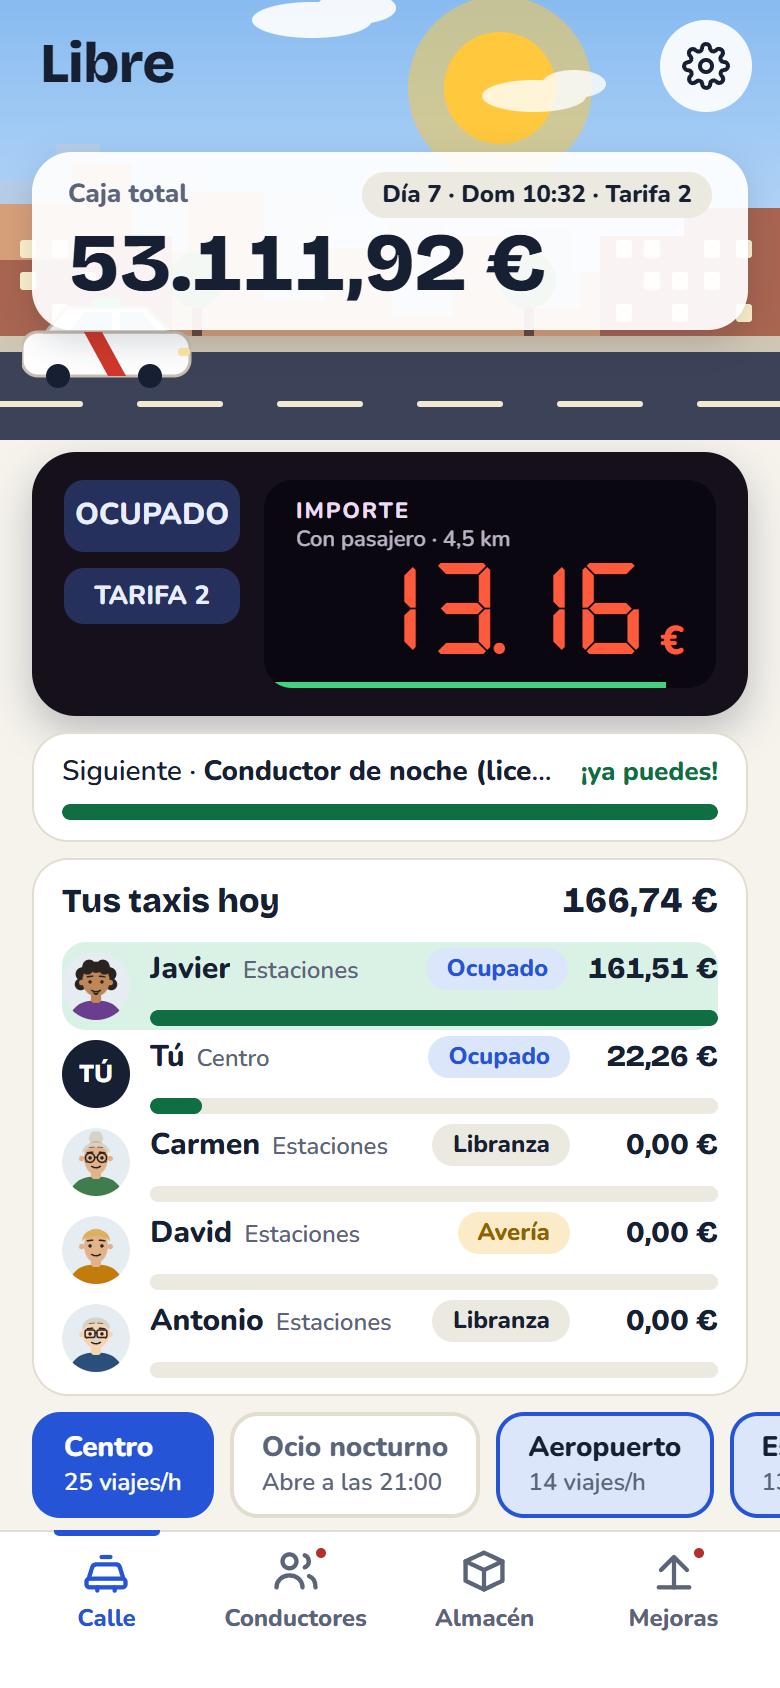 Libre
Caja total
Día 7 · Dom 10:32 · Tarifa 2
53.111,92 €
OCUPADO
TARIFA 2
IMPORTE
Con pasajero · 4,5 km
13.16 €
Siguiente · Conductor de noche (lice... ¡ya puedes!
Tus taxis hoy 166,74 €
Javier Estaciones Ocupado 161,51 €
TÚ Tú Centro Ocupado 22,26 €
Carmen Estaciones Libranza 0,00 €
David Estaciones Avería 0,00 €
Antonio Estaciones Libranza 0,00 €
Centro
25 viajes/h
Ocio nocturno
Abre a las 21:00
Aeropuerto
14 viajes/h
Calle
Conductores
Almacén
Mejoras